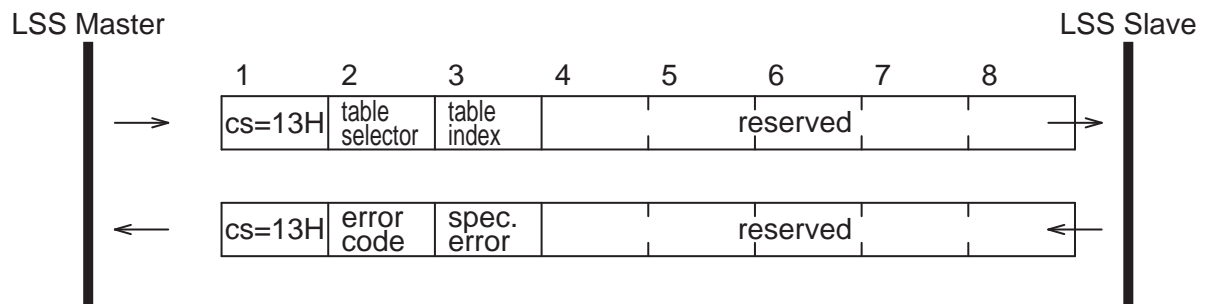 LSS Master
LSS Slave
1 2 3 4 5 6 7 8
cs=13H table selector table index reserved
cs=13H error code spec. error reserved